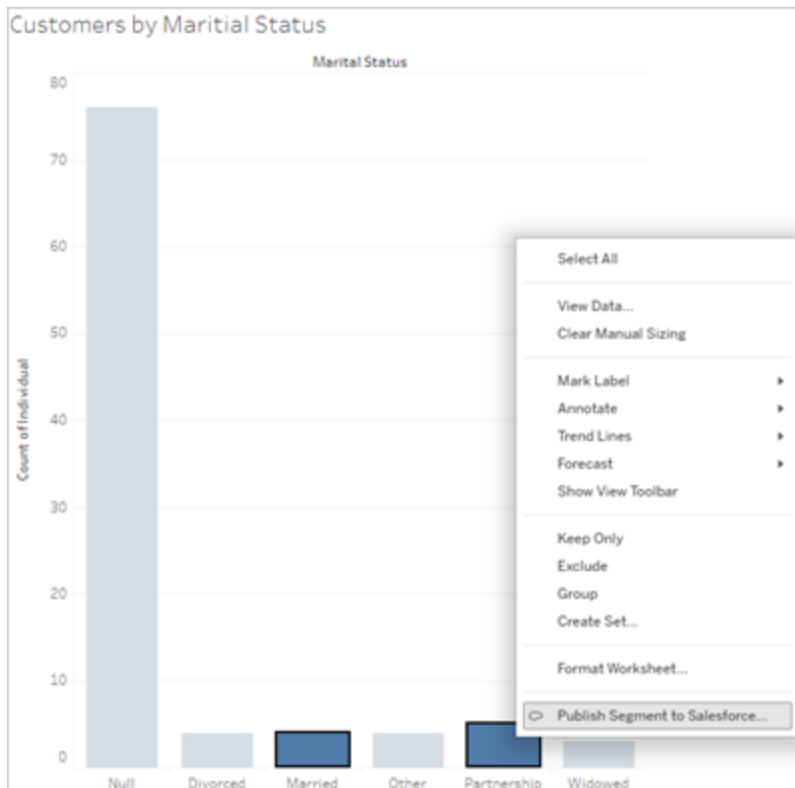 Customers by Maritial Status
Marital Status
80
70
60
50
40
30
20
10
0
Count of Individual
Null Divorced Married Other Partnership Widowed
Select All
View Data...
Clear Manual Sizing
Mark Label
Annotate
Trend Lines
Forecast
Show View Toolbar
Keep Only
Exclude
Group
Create Set...
Format Worksheet...
Publish Segment to Salesforce...